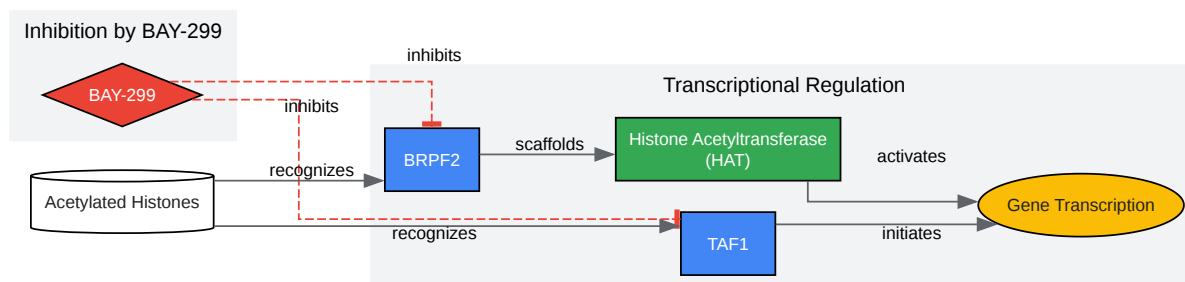 Inhibition by BAY-299
inhibits
BAY-299
Transcriptional Regulation
inhibits
BRPF2
scaffolds
Histone Acetyltransferase
(HAT)
activates
recognizes
Acetylated Histones
Gene Transcription
recognizes
TAF1
initiates